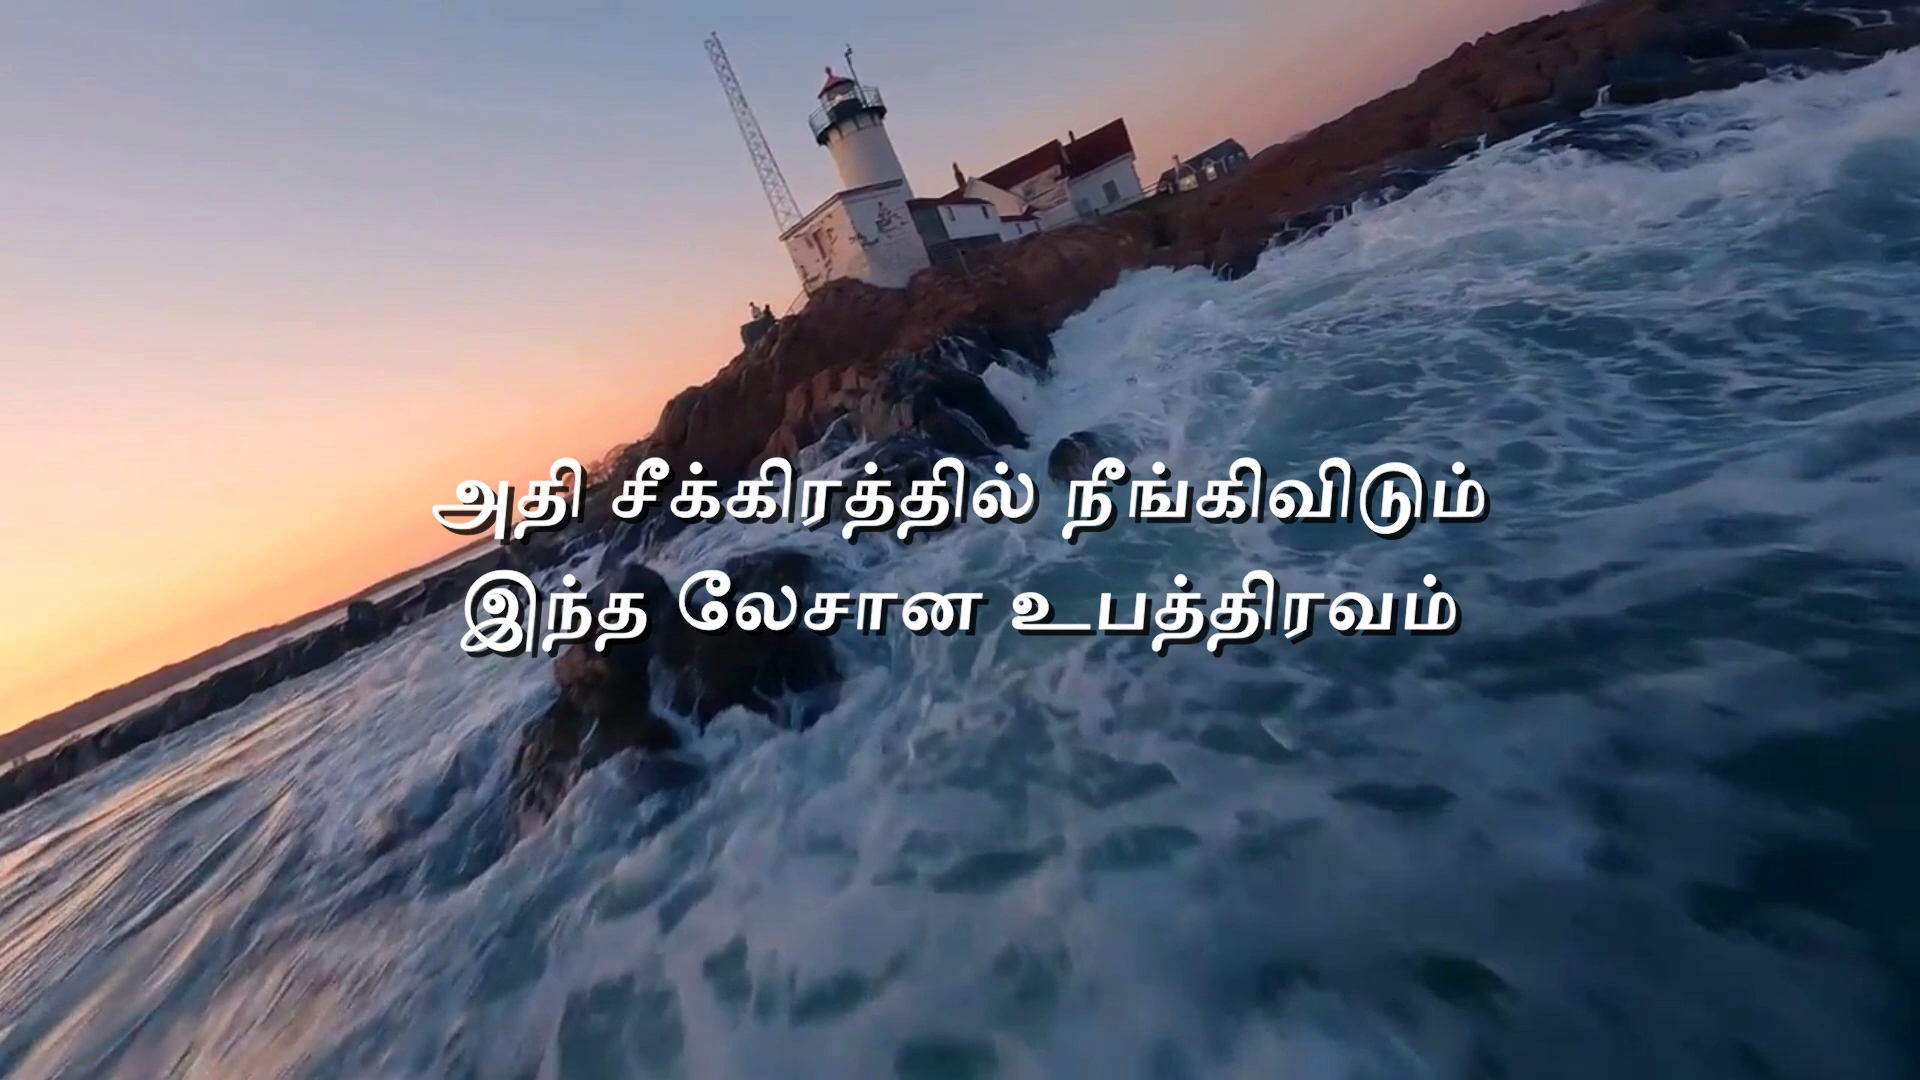 அதி சீக்கிரத்தில் நீங்கிவிடும்
இந்த லேசான உபத்திரவம்